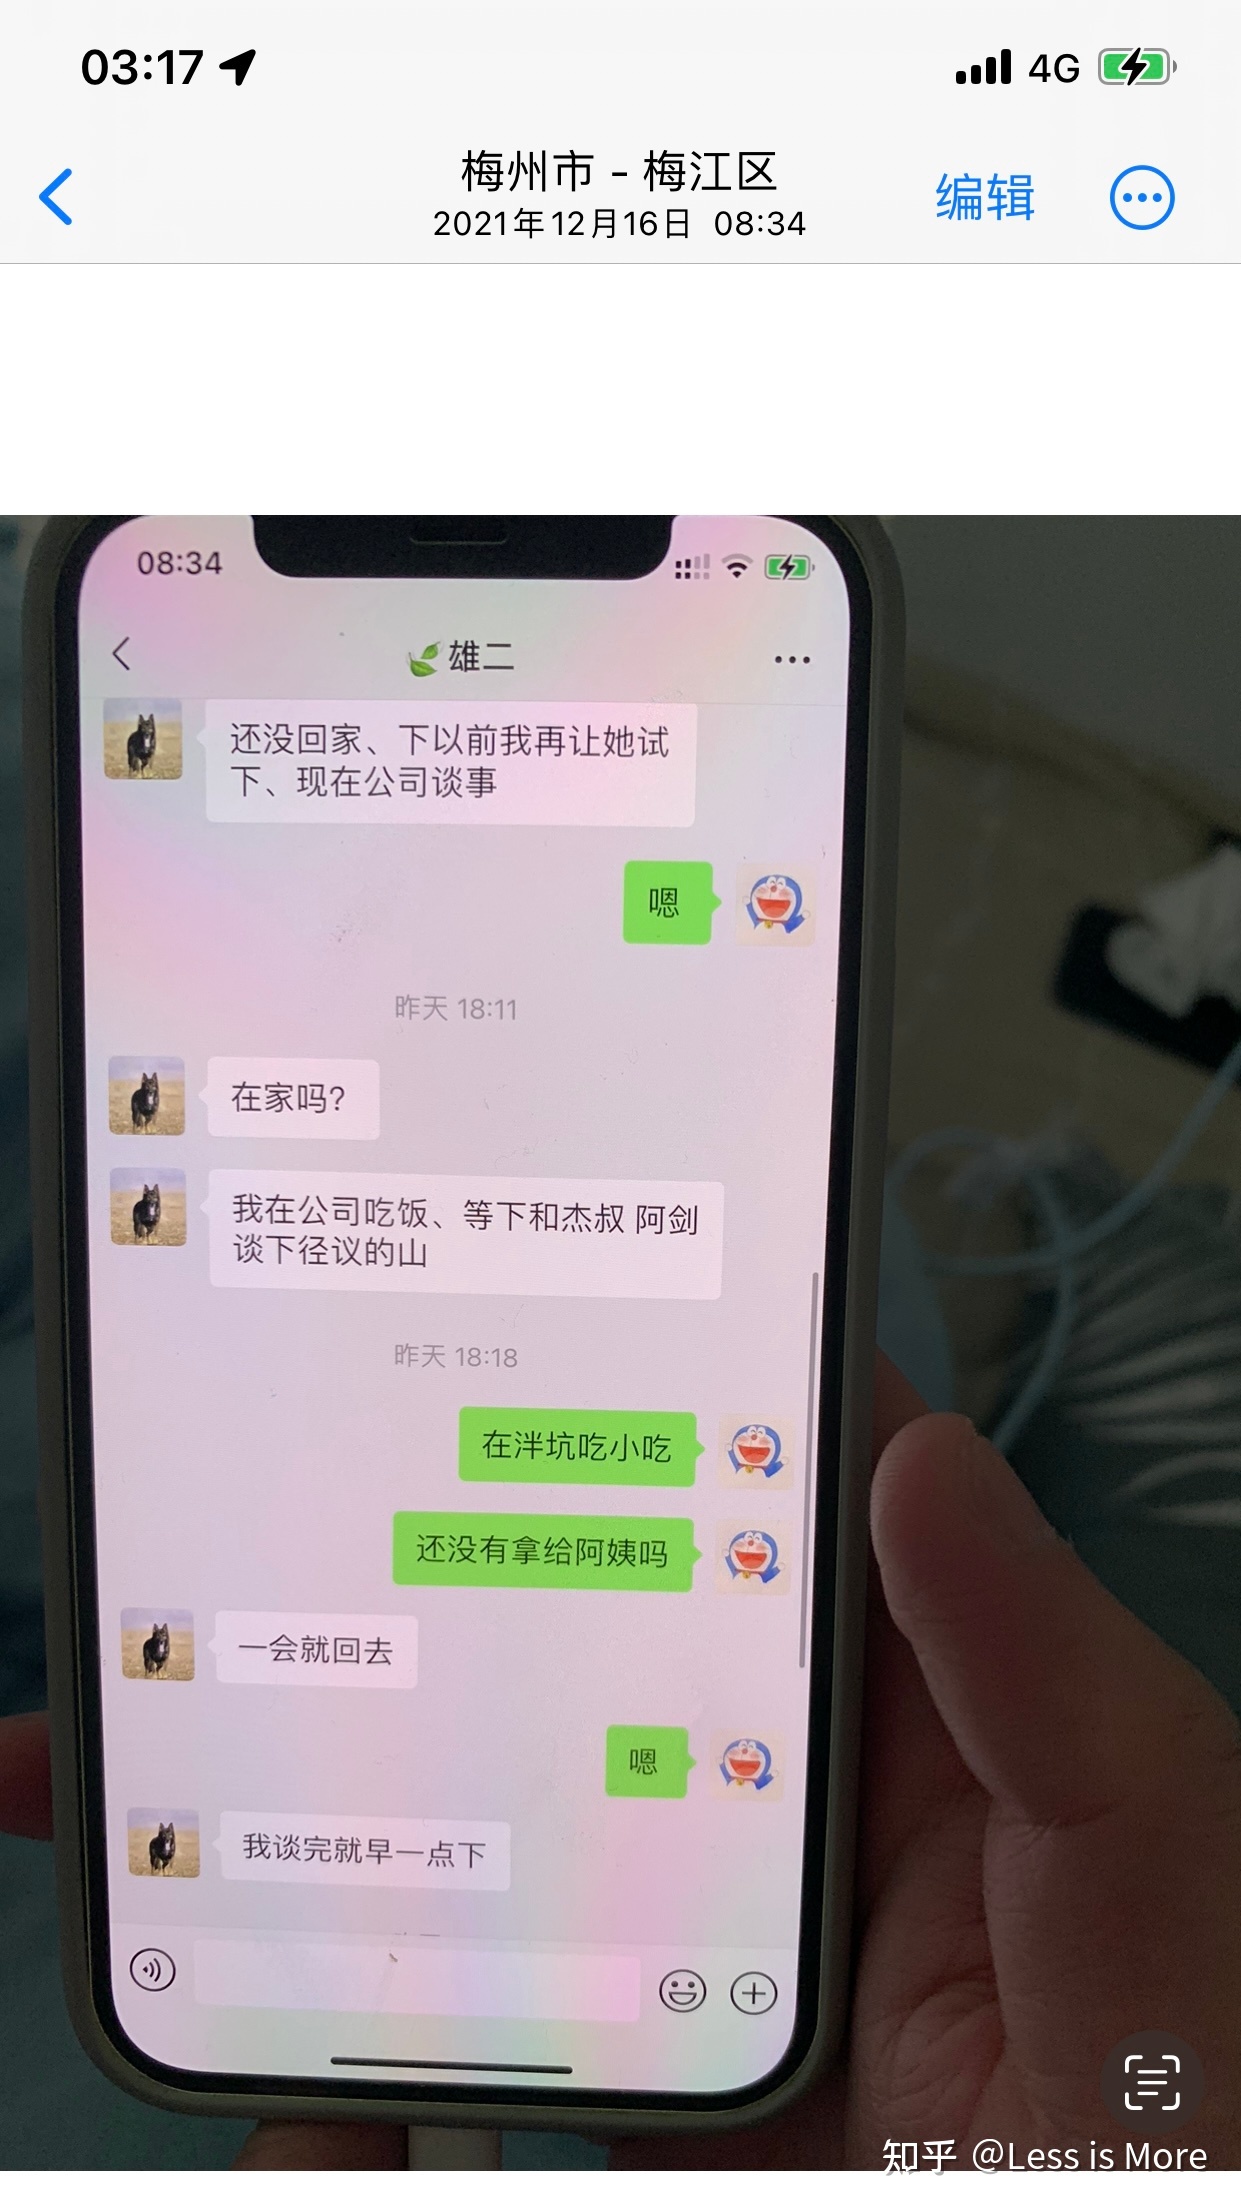 03:17
4G
梅州市 - 梅江区
2021年12月16日 08:34
编辑
08:34
雄二
还没回家、下以前我再让她试
下、现在公司谈事
嗯
昨天 18:11
在家吗?
我在公司吃饭、等下和杰叔 阿剑
谈下径议的山
昨天 18:18
在泮坑吃小吃
还没有拿给阿姨吗
一会就回去
嗯
我谈完就早一点下
知乎 @Less is More